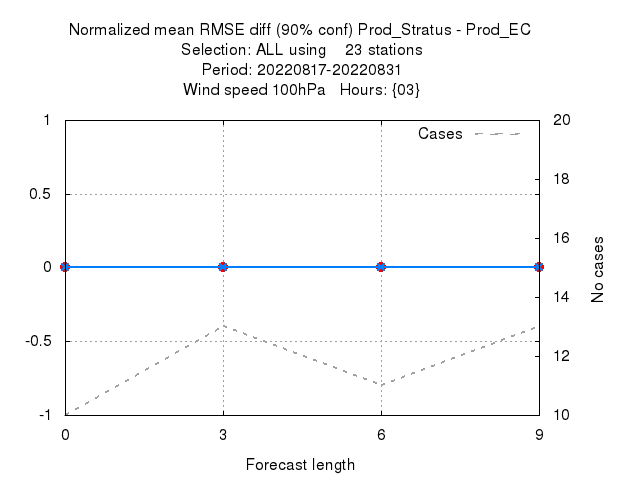 Normalized mean RMSE diff (90% conf) Prod_Stratus - Prod_EC
Selection: ALL using    23 stations
Period: 20220817-20220831
Wind speed 100hPa   Hours: {03}
Cases
1
0.5
0
-0.5
-1
20
18
16
14
12
10
No cases
0
3
6
9
Forecast length